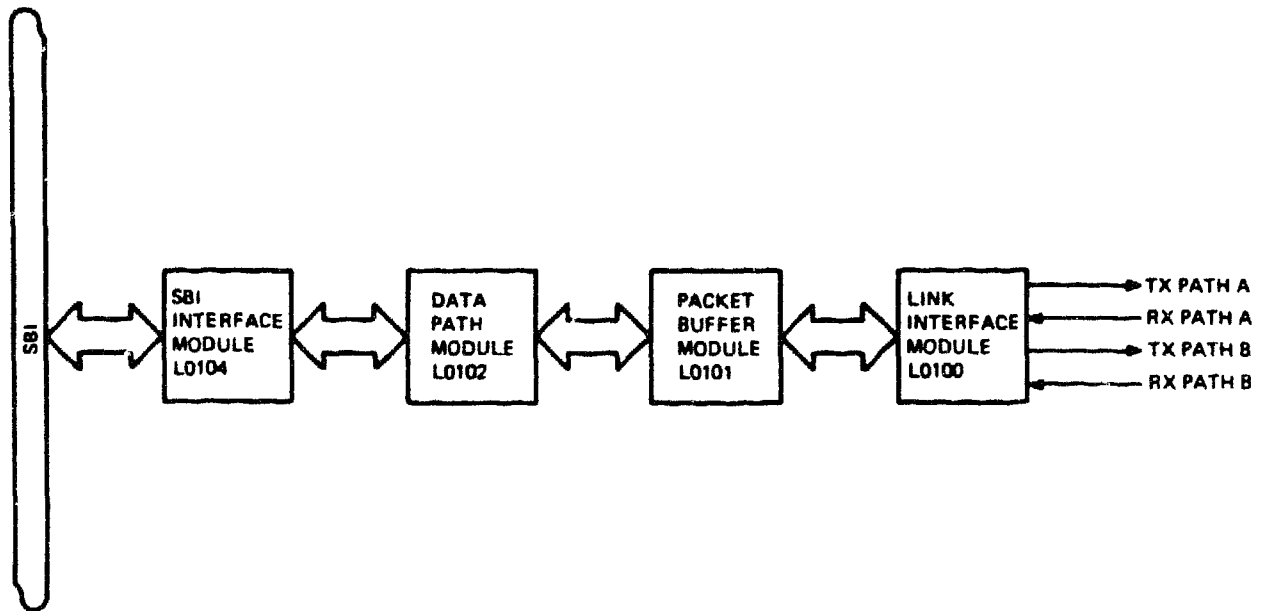 SBI
SBI
INTERFACE
MODULE
L0104
DATA
PATH
MODULE
L0102
PACKET
BUFFER
MODULE
L0101
LINK
INTERFACE
MODULE
L0100
TX PATH A
RX PATH A
TX PATH B
RX PATH B